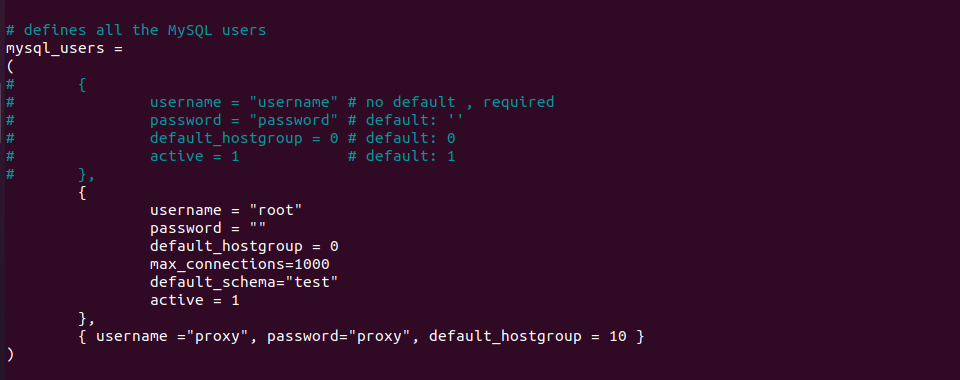 # defines all the MySQL users
mysql_users =
(
#       {
#               username = "username" # no default , required
#               password = "password" # default: ''
#               default_hostgroup = 0 # default: 0
#               active = 1            # default: 1
#       },
        {
                username = "root"
                password = ""
                default_hostgroup = 0
                max_connections=1000
                default_schema="test"
                active = 1
        },
        { username ="proxy", password="proxy", default_hostgroup = 10 }
)